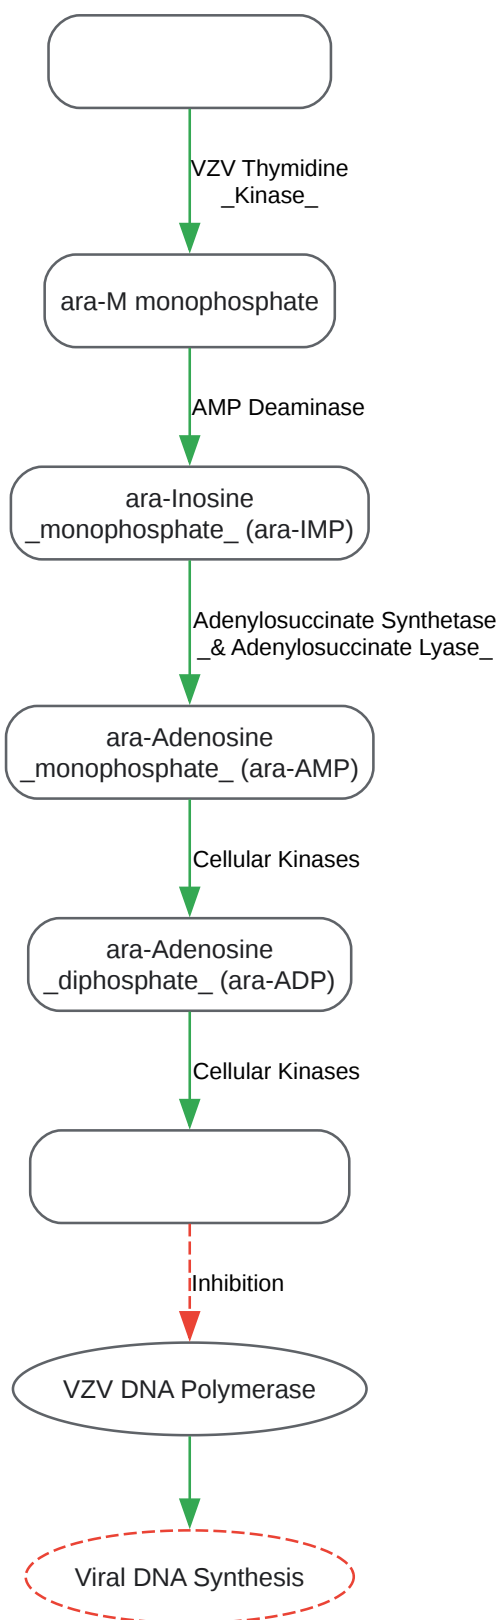 VZV Thymidine
_Kinase_
ara-M monophosphate
AMP Deaminase
ara-Inosine
_monophosphate_ (ara-IMP)
Adenylosuccinate Synthetase
_& Adenylosuccinate Lyase_
ara-Adenosine
_monophosphate_ (ara-AMP)
Cellular Kinases
ara-Adenosine
_diphosphate_ (ara-ADP)
Cellular Kinases
Inhibition
VZV DNA Polymerase
Viral DNA Synthesis